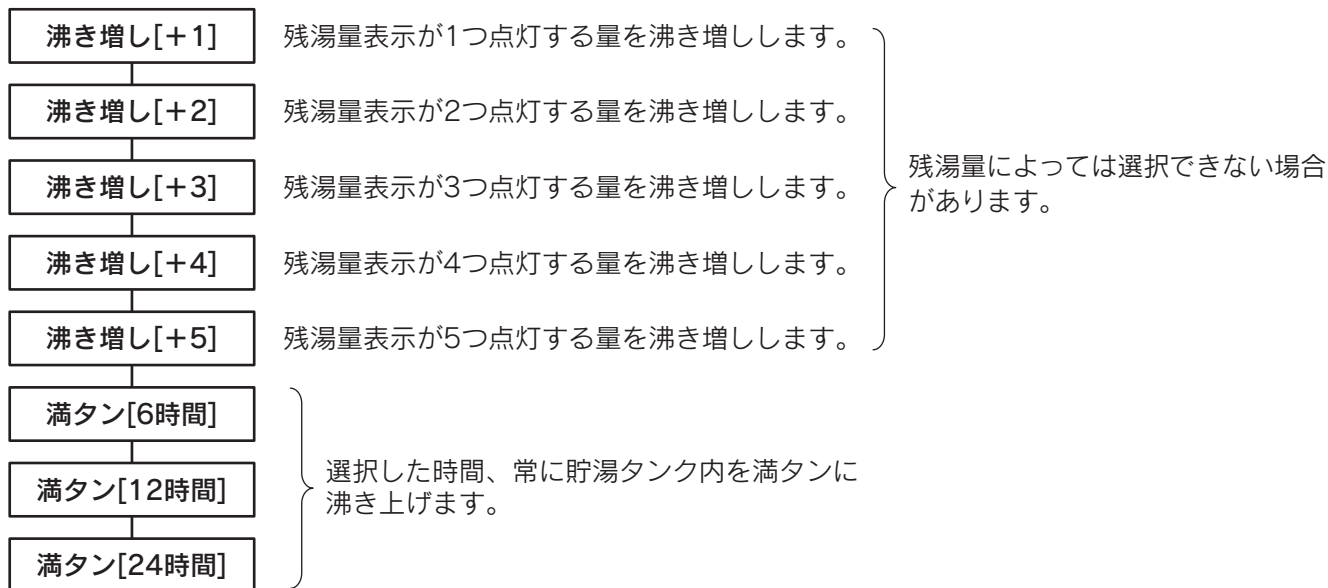 沸き増し[＋1]　残湯量表示が1つ点灯する量を沸き増しします。
沸き増し[＋2]　残湯量表示が2つ点灯する量を沸き増しします。
沸き増し[＋3]　残湯量表示が3つ点灯する量を沸き増しします。
沸き増し[＋4]　残湯量表示が4つ点灯する量を沸き増しします。
沸き増し[＋5]　残湯量表示が5つ点灯する量を沸き増しします。
残湯量によっては選択できない場合
があります。
満タン[6時間]
満タン[12時間]
満タン[24時間]
選択した時間、常に貯湯タンク内を満タンに
沸き上げます。